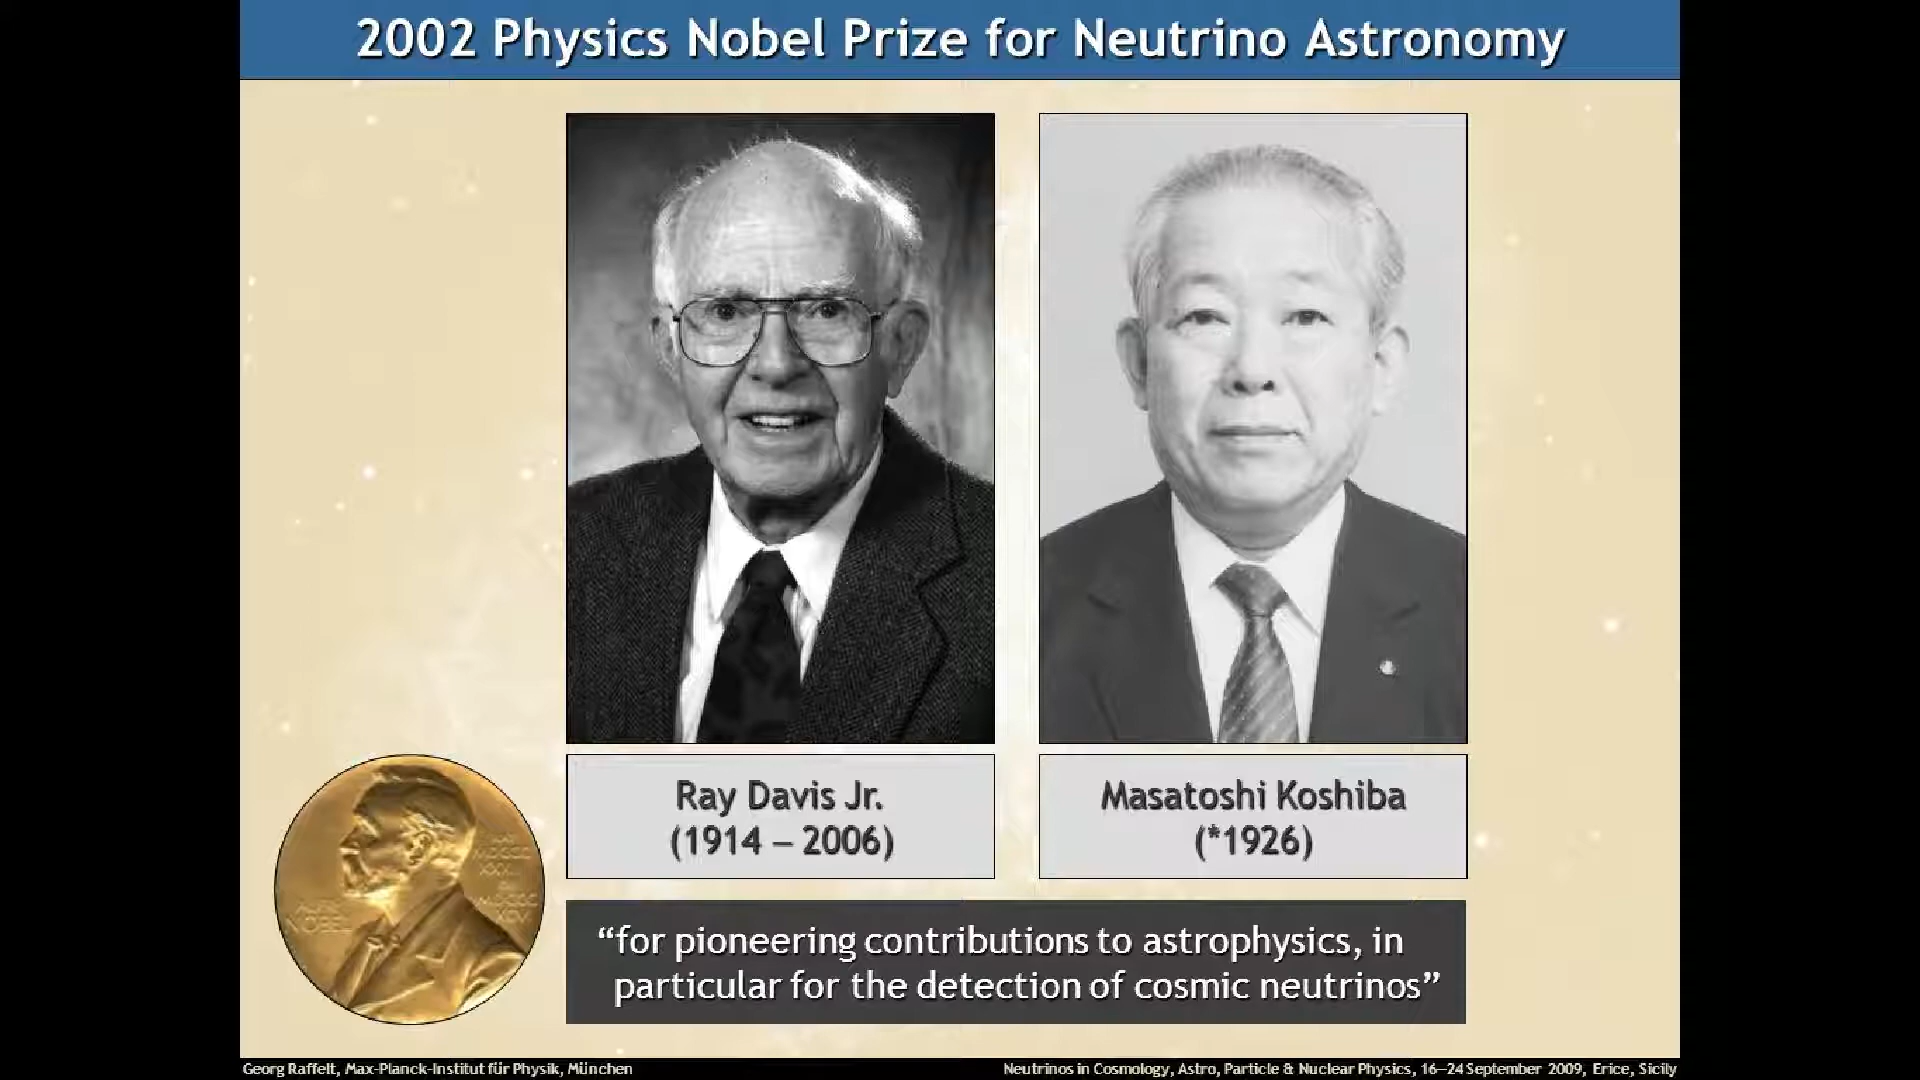 2002 Physics Nobel Prize for Neutrino Astronomy
Ray Davis Jr.
(1914 – 2006)
Masatoshi Koshiba
(*1926)
NOBEL
“for pioneering contributions to astrophysics, in
particular for the detection of cosmic neutrinos”
Georg Raffelt, Max-Planck-Institut für Physik, München
Neutrinos in Cosmology, Astro, Particle & Nuclear Physics, 16–24 September 2009, Erice, Sicily